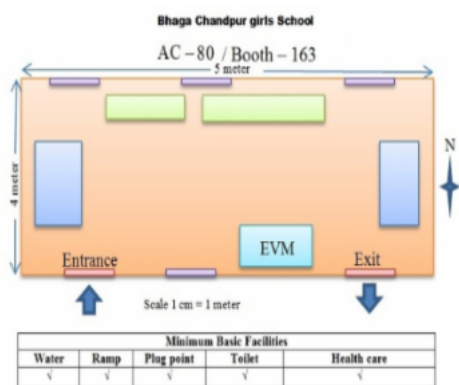 Bhaga Chandpur girls School
AC – 80 / Booth – 163
5 meter
4 meter
N
Entrance
EVM
Exit
Scale 1 cm = 1 meter
Minimum Basic Facilities
Water Ramp Plug point Toilet Health care
√ √ √ √ √